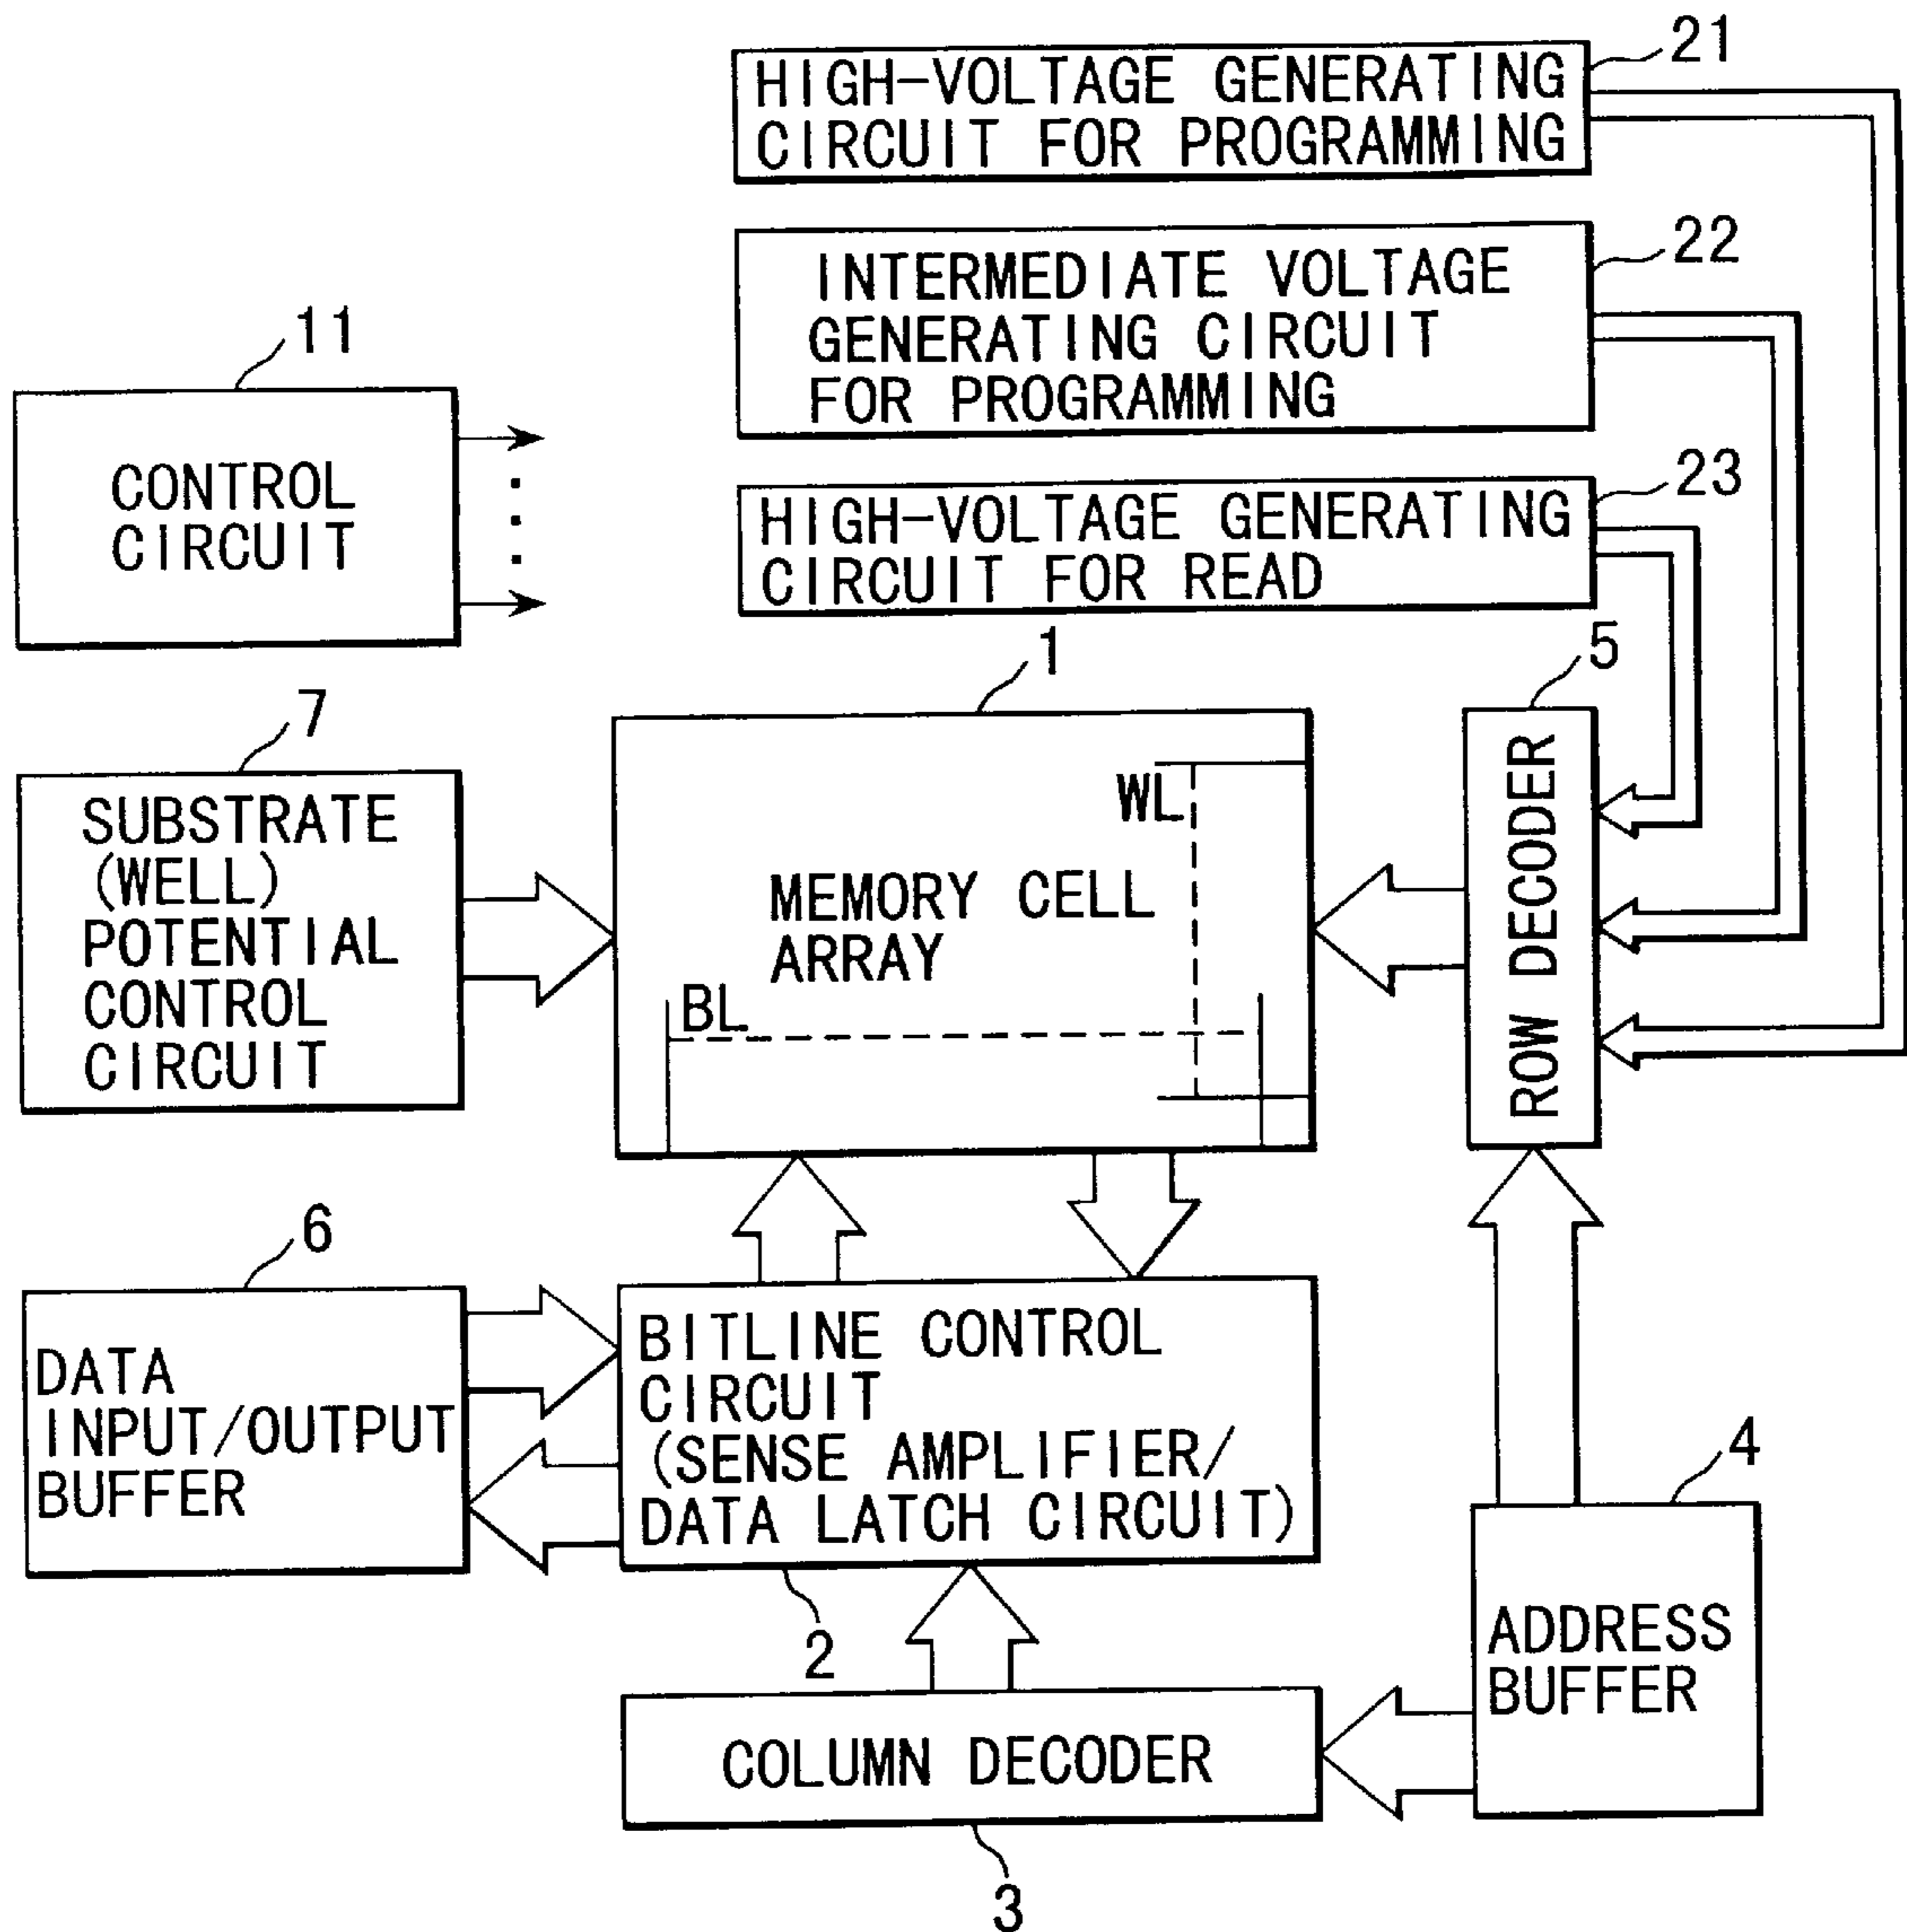 21
HIGH-VOLTAGE GENERATING
CIRCUIT FOR PROGRAMMING
22
INTERMEDIATE VOLTAGE
GENERATING CIRCUIT
FOR PROGRAMMING
11
CONTROL
CIRCUIT
23
HIGH-VOLTAGE GENERATING
CIRCUIT FOR READ
1
5
7
SUBSTRATE
(WELL)
POTENTIAL
CONTROL
CIRCUIT
WL
MEMORY CELL
ARRAY
BL
ROW DECODER
6
DATA
INPUT/OUTPUT
BUFFER
BITLINE CONTROL
CIRCUIT
(SENSE AMPLIFIER/
DATA LATCH CIRCUIT)
2
4
ADDRESS
BUFFER
COLUMN DECODER
3